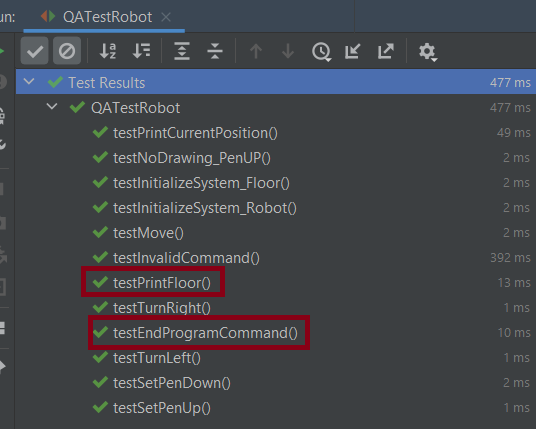 un: QATestRobot
Test Results 477 ms
QATestRobot 477 ms
testPrintCurrentPosition() 49 ms
testNoDrawing_PenUP() 2 ms
testInitializeSystem_Floor() 2 ms
testInitializeSystem_Robot() 2 ms
testMove() 2 ms
testInvalidCommand() 392 ms
testPrintFloor() 13 ms
testTurnRight() 1 ms
testEndProgramCommand() 10 ms
testTurnLeft() 1 ms
testSetPenDown() 2 ms
testSetPenUp() 1 ms